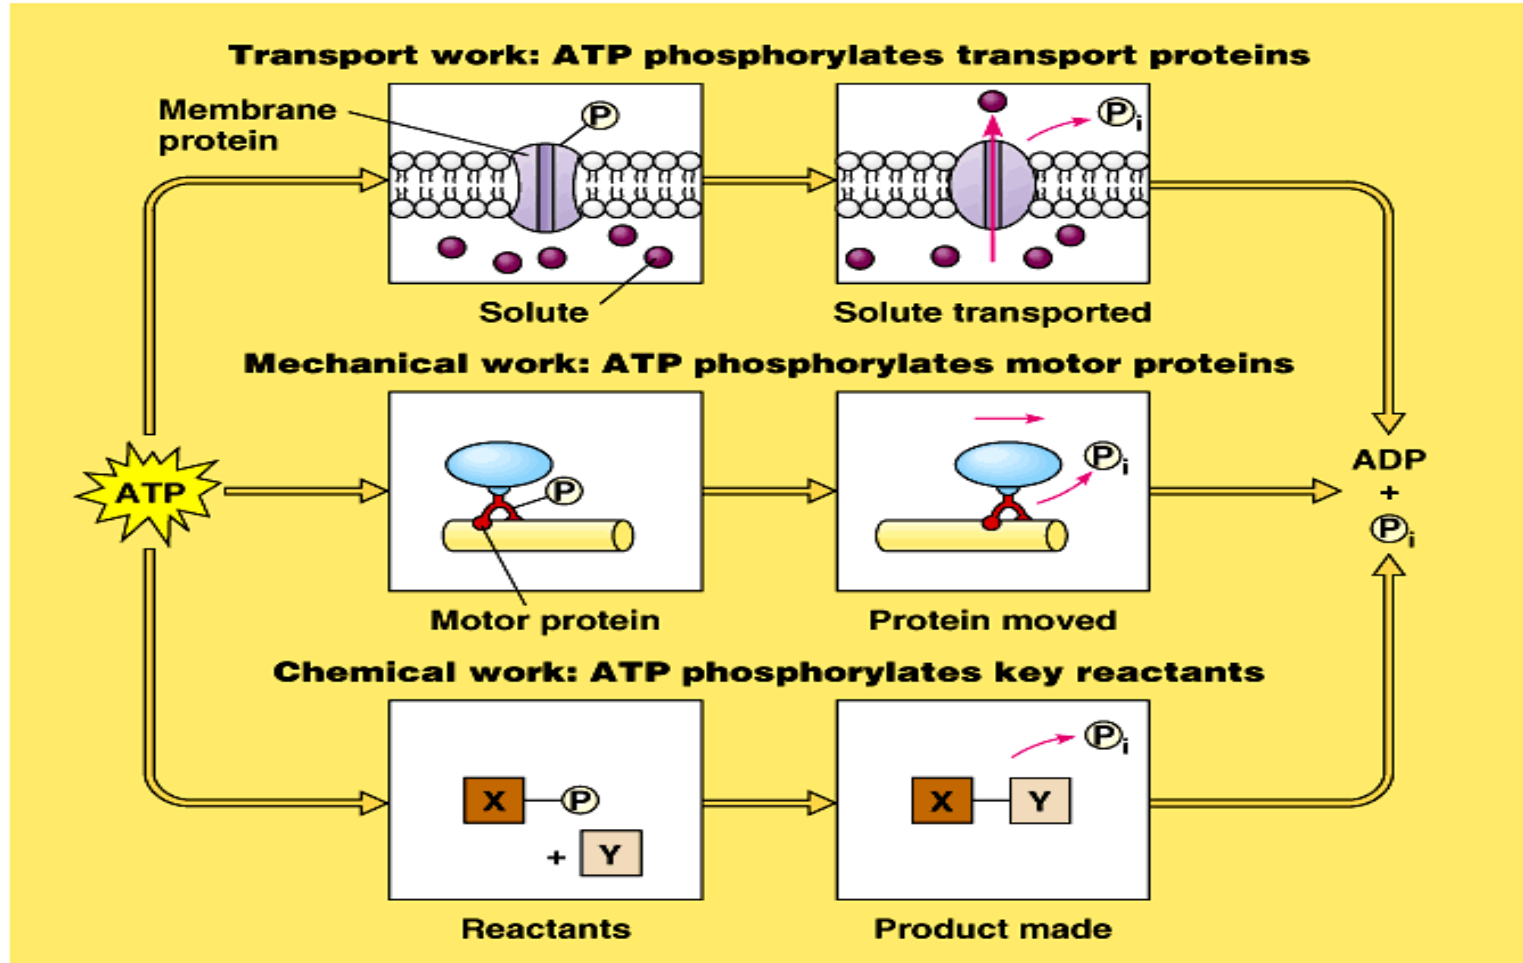 Transport work: ATP phosphorylates transport proteins
Membrane
protein
P
Pi
Solute
Solute transported
Mechanical work: ATP phosphorylates motor proteins
ATP
P
Pi
ADP
+
Pi
Motor protein
Protein moved
Chemical work: ATP phosphorylates key reactants
X
P
+
Y
X
Y
Pi
Reactants
Product made